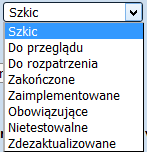 Szkic
Szkic
Do przeglądu
Do rozpatrzenia
Zakończone
Zaimplementowane
Obowiązujące
Nietestowalne
Zdezaktualizowane